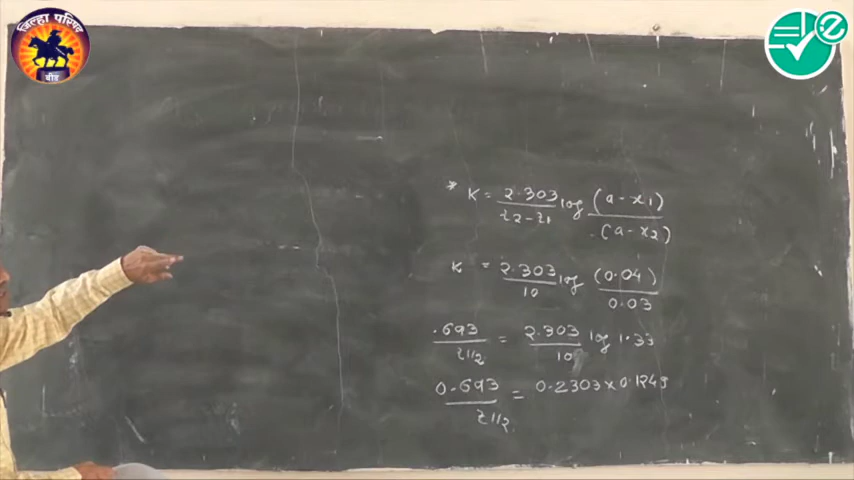 जिल्हा परिषद
बीड
e
* K = 2.303/t2-t1 log (a-x1)/(a-x2)
K = 2.303/10 log (0.04)/0.03
.693/t1/2 = 2.303/10 log 1.33
0.693/t1/2 = 0.2303×0.1249